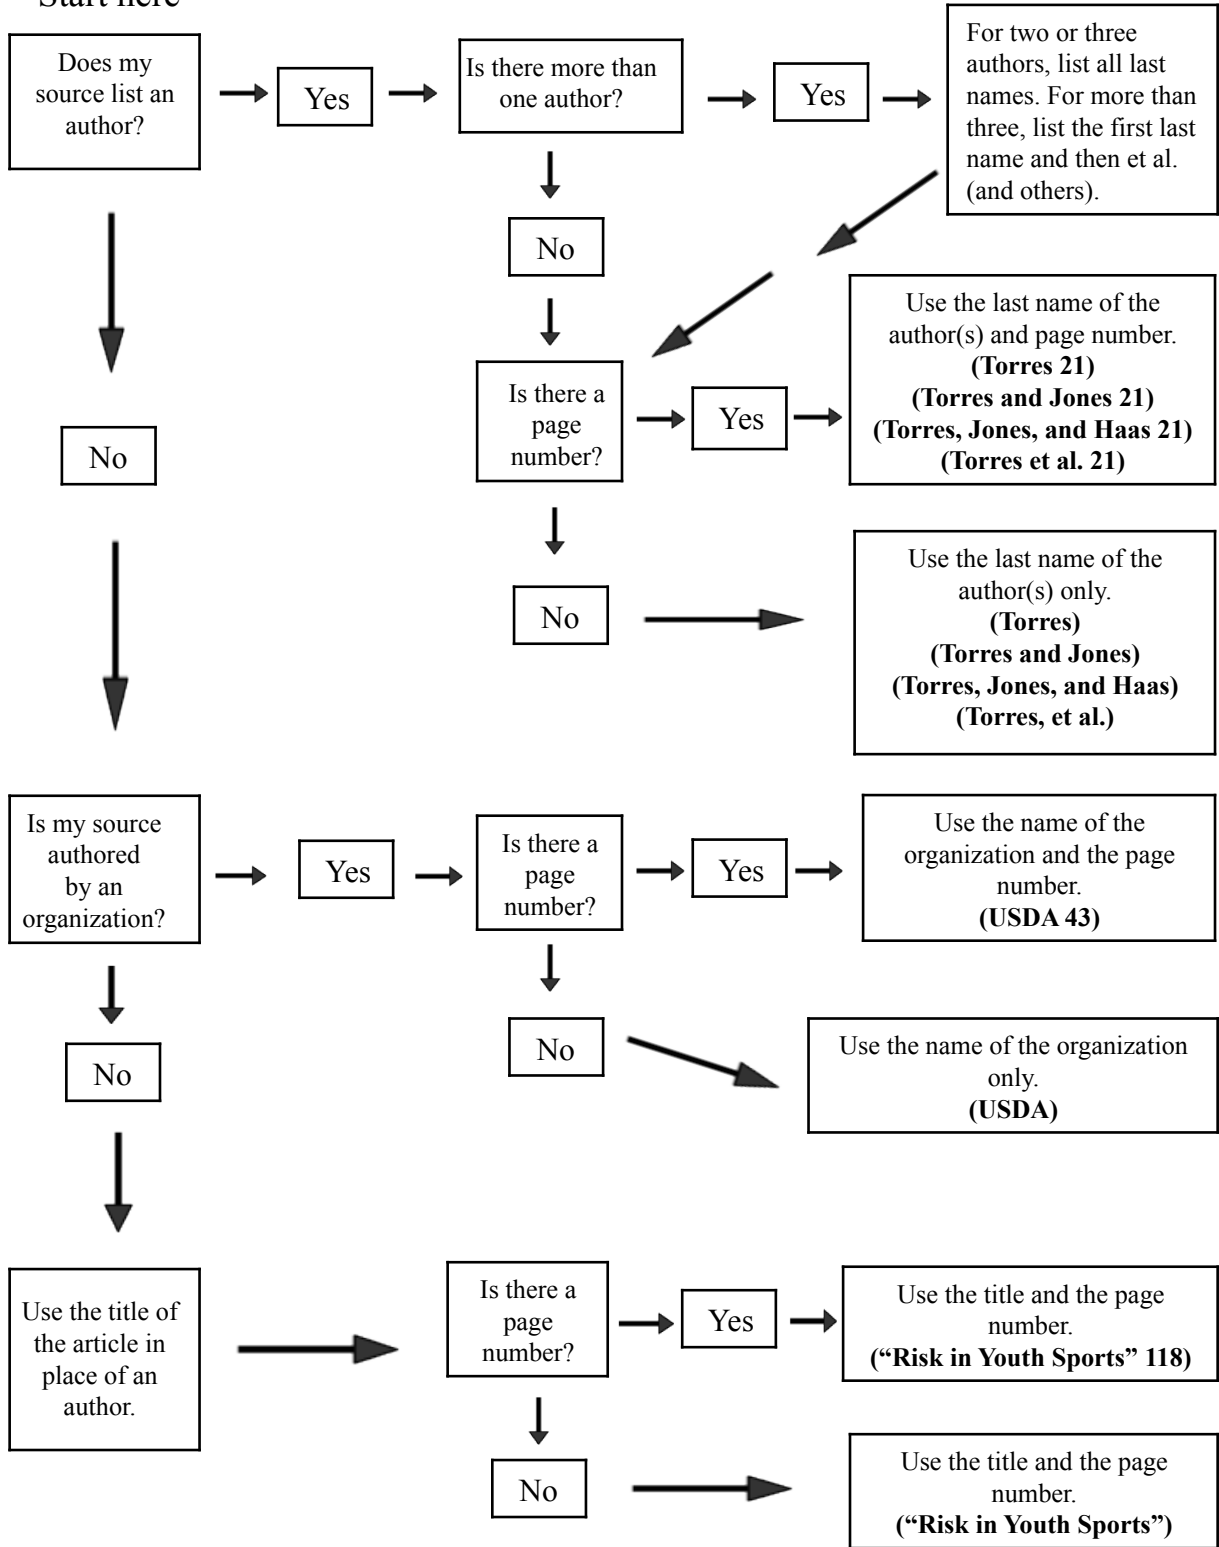 Start here
Does my
source list an
author?
Yes
Is there more than
one author?
Yes
For two or three
authors, list all last
names. For more than
three, list the first last
name and then et al.
(and others).
No
No
Is there a
page
number?
Yes
Use the last name of the
author(s) and page number.
(Torres 21)
(Torres and Jones 21)
(Torres, Jones, and Haas 21)
(Torres et al. 21)
No
Use the last name of the
author(s) only.
(Torres)
(Torres and Jones)
(Torres, Jones, and Haas)
(Torres, et al.)
Is my source
authored
by an
organization?
Yes
Is there a
page
number?
Yes
Use the name of the
organization and the page
number.
(USDA 43)
No
No
Use the name of the organization
only.
(USDA)
Use the title of
the article in
place of an
author.
Is there a
page
number?
Yes
Use the title and the page
number.
(“Risk in Youth Sports” 118)
No
Use the title and the page
number.
(“Risk in Youth Sports”)